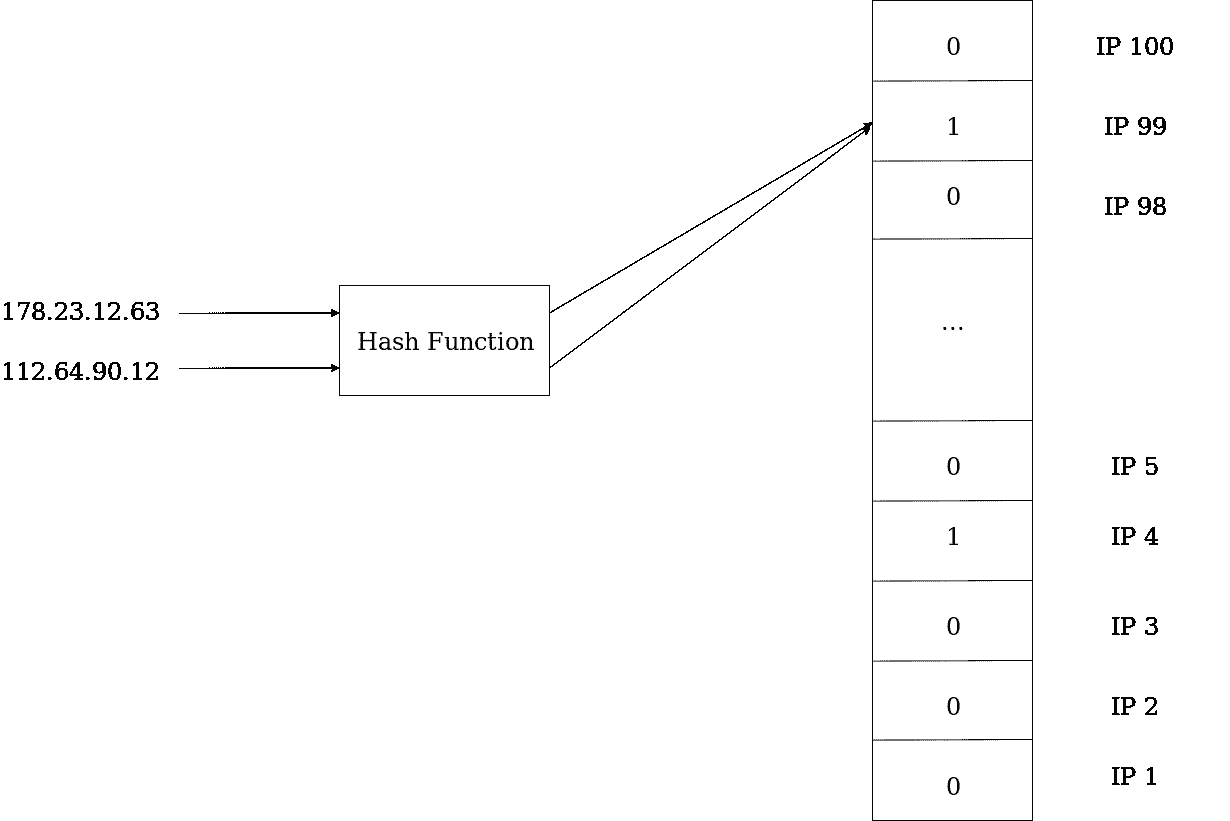 0 IP 100
1 IP 99
0 IP 98
178.23.12.63
Hash Function
...
112.64.90.12
0 IP 5
1 IP 4
0 IP 3
0 IP 2
0 IP 1